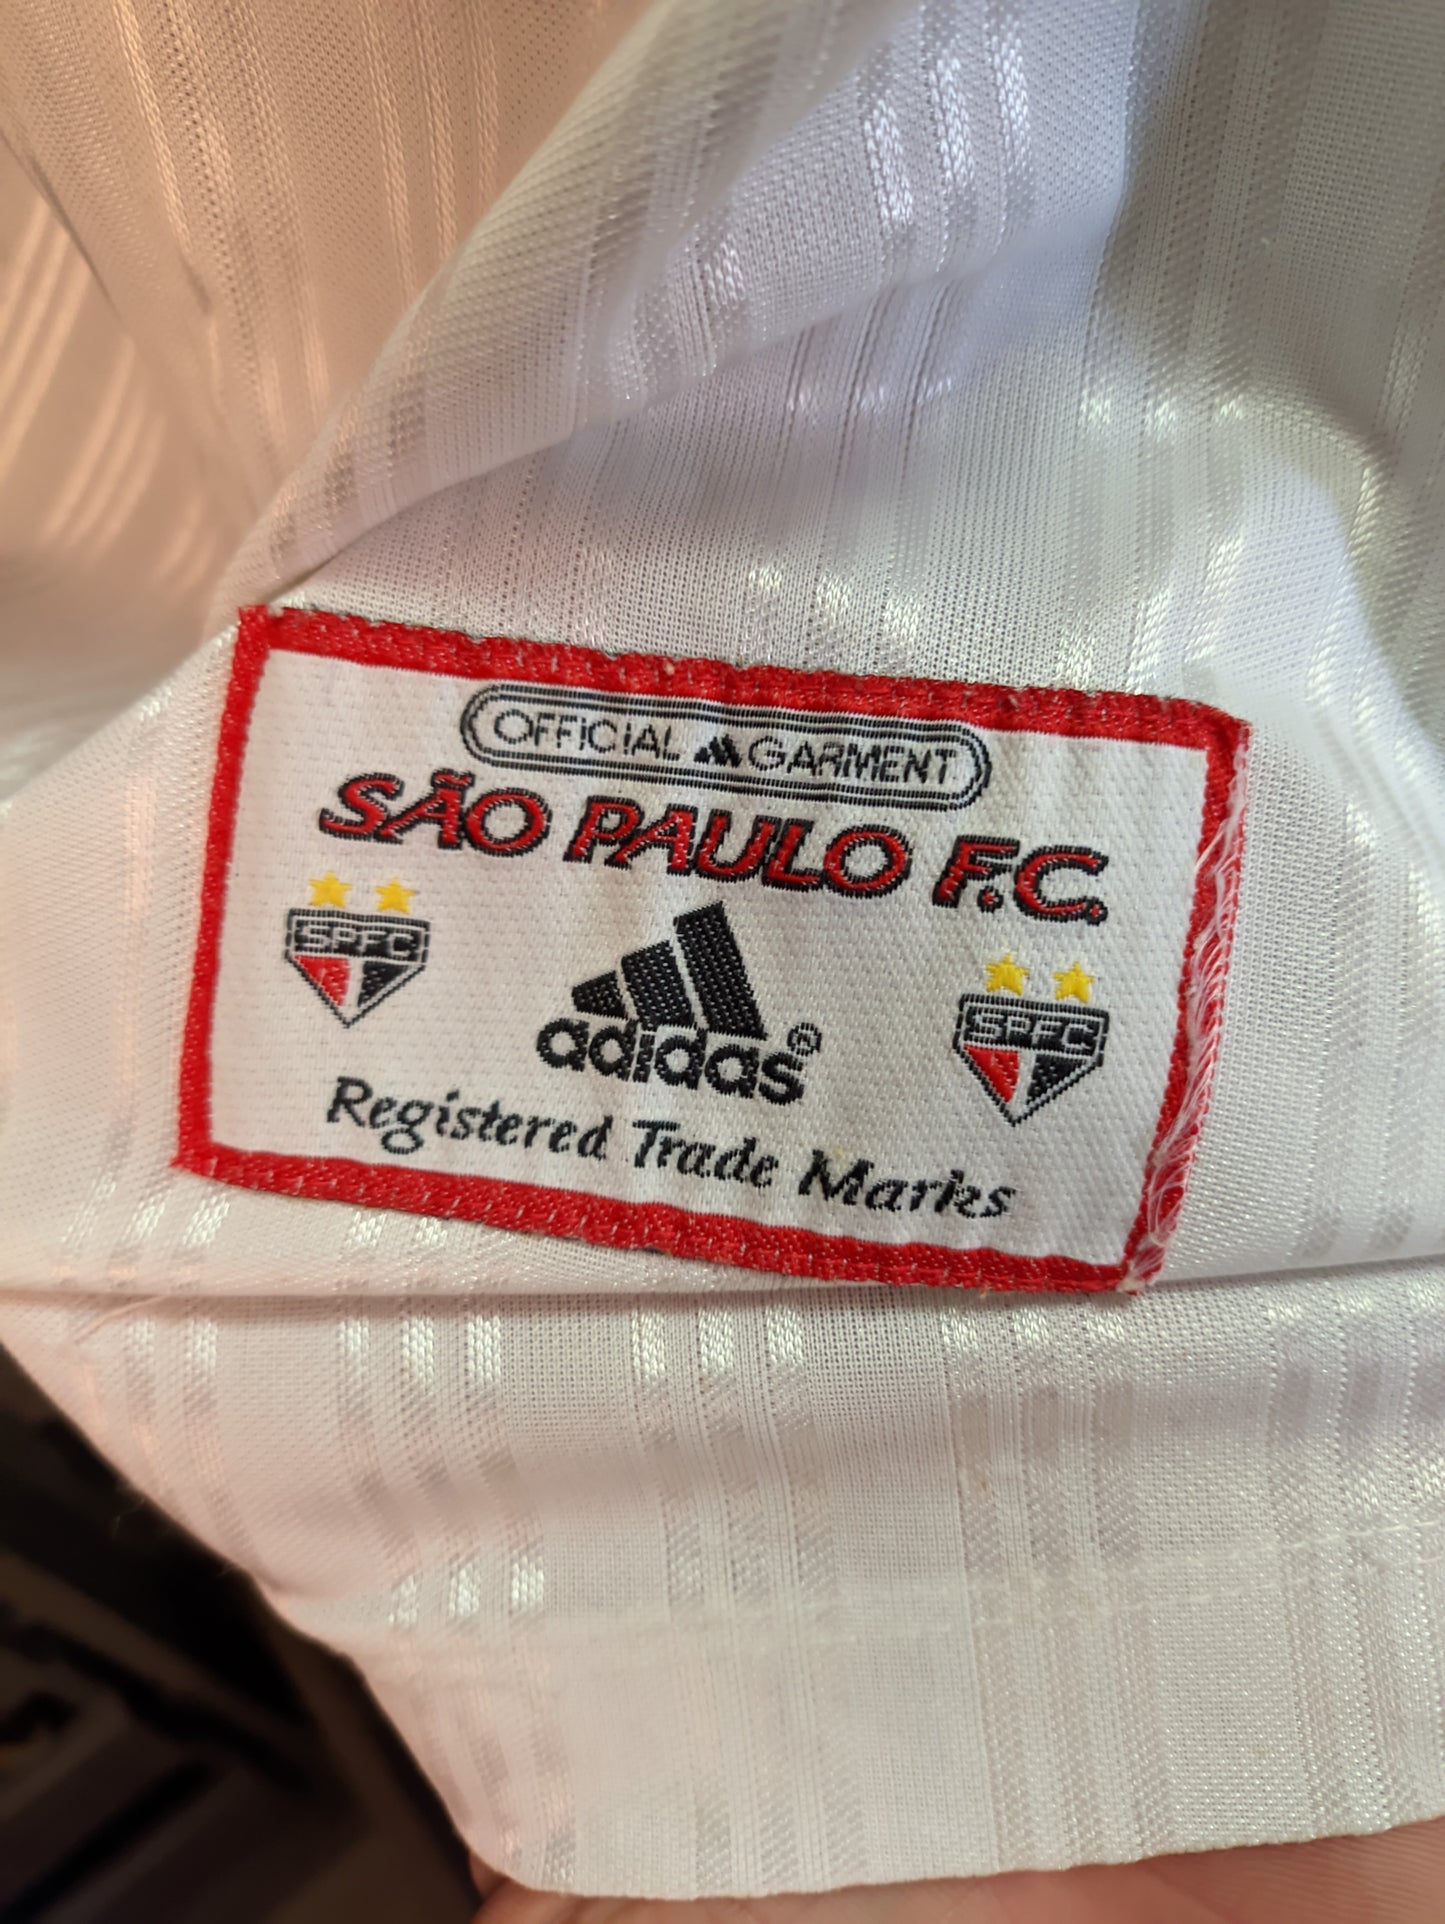 OFFICIAL GARMENT
SÃO PAULO F.C.
SPFC
SPFC
adidas®
Registered Trade Marks